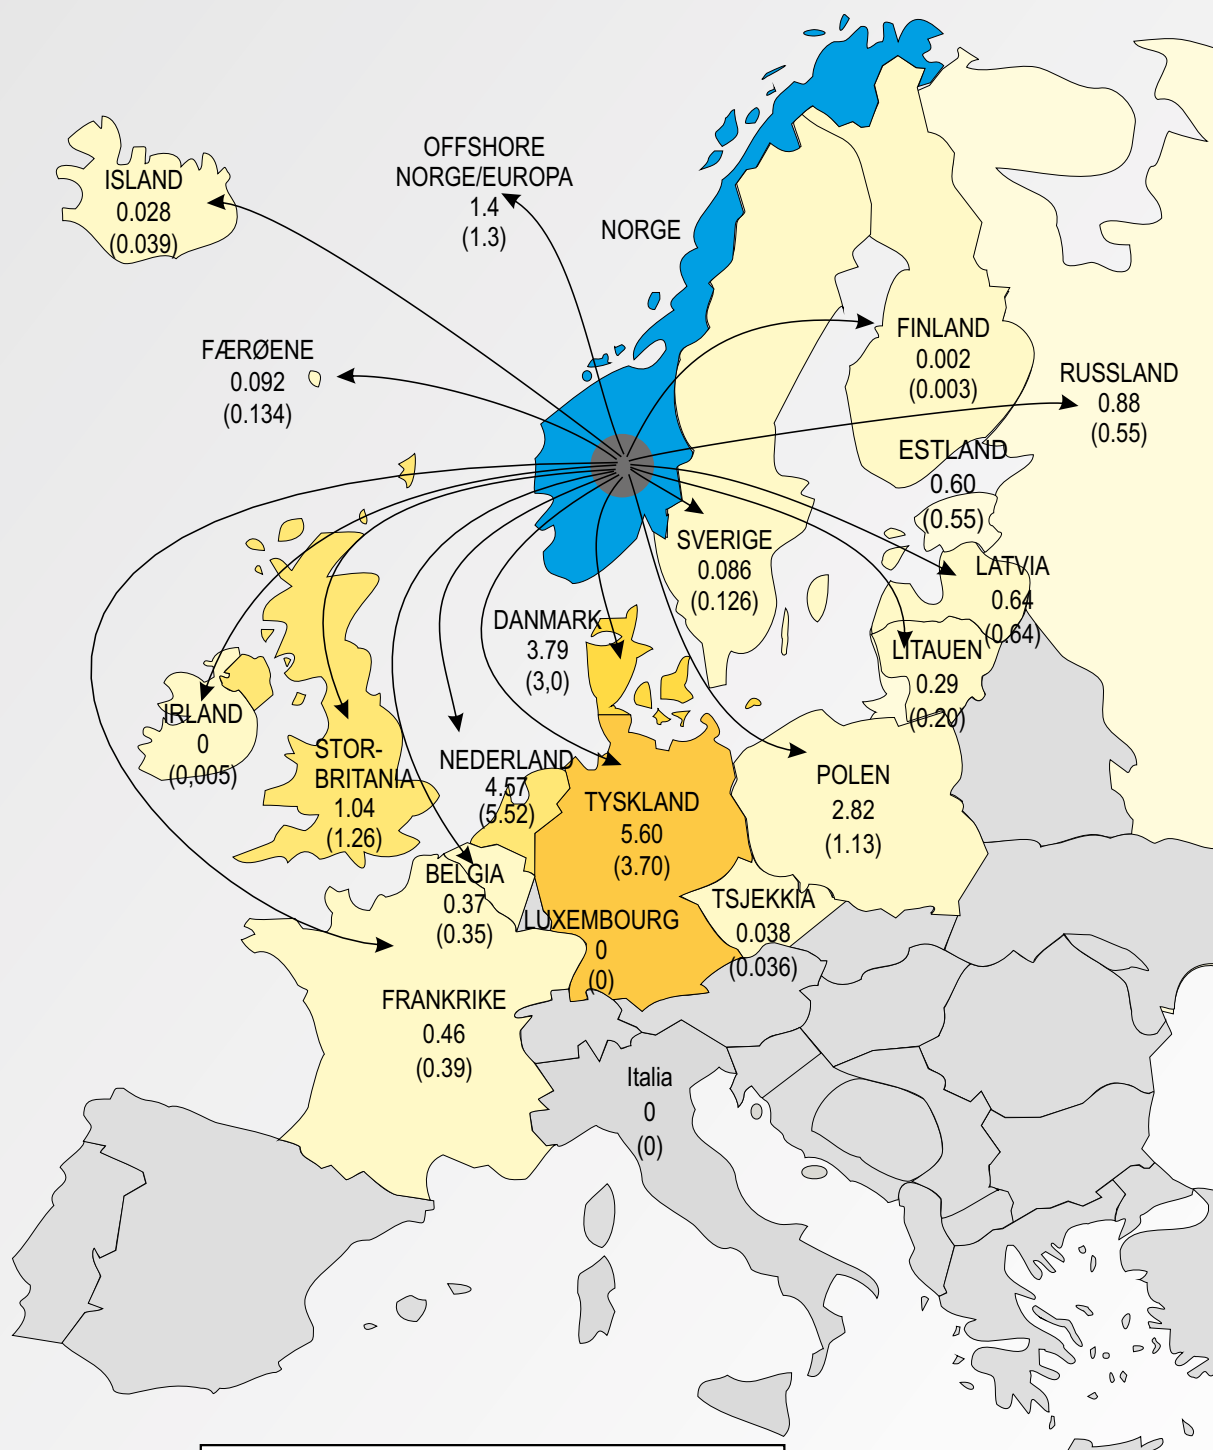 OFFSHORE
NORGE/EUROPA
1.4
(1.3)
ISLAND
0.028
(0.039)
NORGE
FÆRØENE
0.092
(0.134)
FINLAND
0.002
(0.003)
RUSSLAND
0.88
(0.55)
ESTLAND
0.60
(0.55)
SVERIGE
0.086
(0.126)
LATVIA
0.64
(0.64)
DANMARK
3.79
(3,0)
LITAUEN
0.29
(0.20)
IRLAND
0
(0,005)
STOR-
BRITANIA
1.04
(1.26)
NEDERLAND
4.57
(5.52)
TYSKLAND
5.60
(3.70)
POLEN
2.82
(1.13)
BELGIA
0.37
(0.35)
LUXEMBOURG
0
(0)
TSJEKKIA
0.038
(0.036)
FRANKRIKE
0.46
(0.39)
Italia
0
(0)